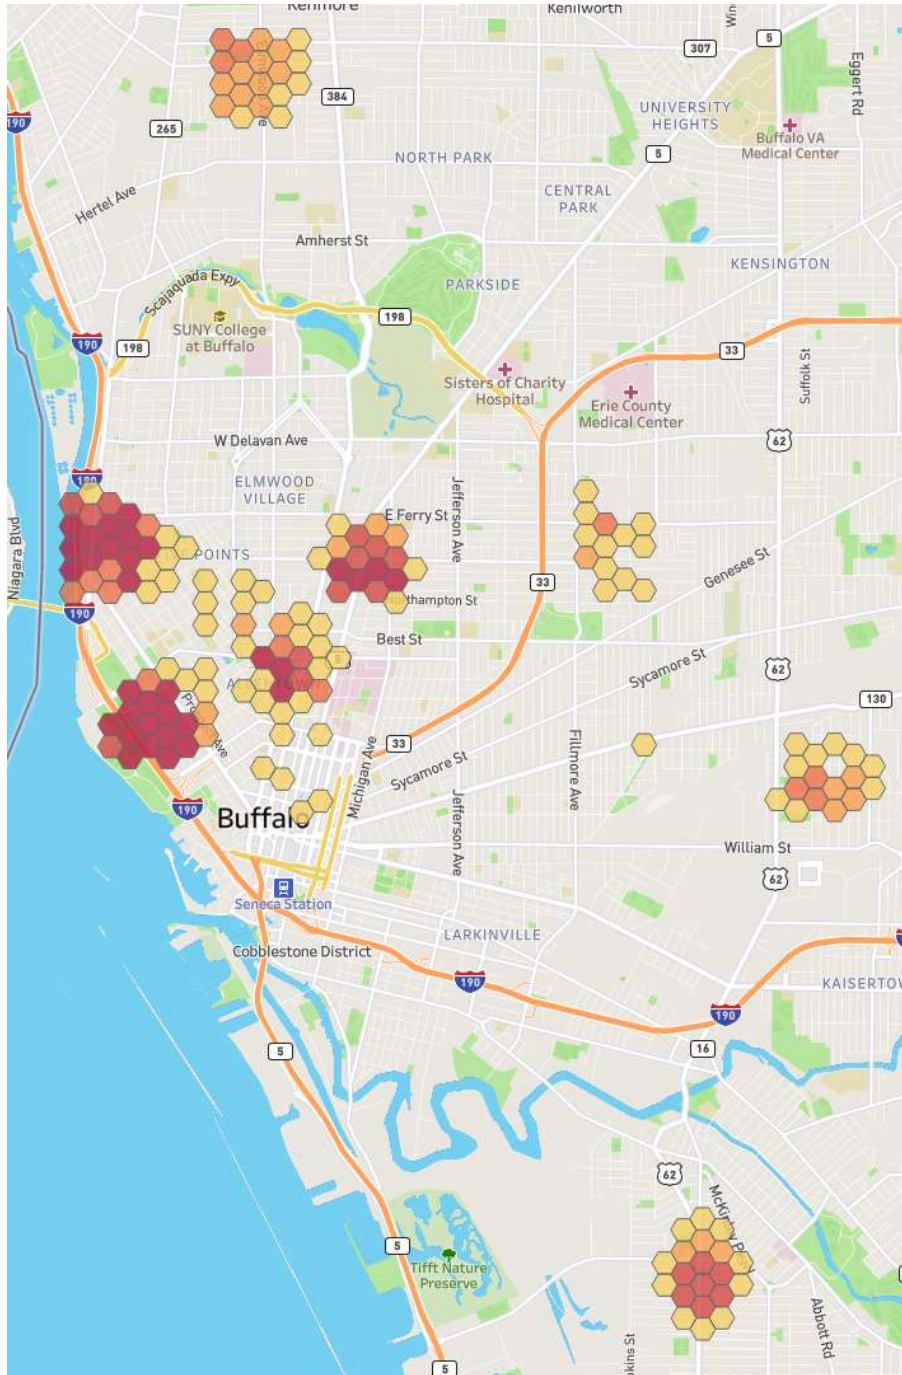 Kenmore
Kenilworth
5
307
Eggert Rd
384
265
190
UNIVERSITY
HEIGHTS
Buffalo VA
Medical Center
5
NORTH PARK
CENTRAL
PARK
Hertel Ave
Amherst St
KENSINGTON
Scajaquada Expy
PARKSIDE
SUNY College
at Buffalo
198
190
198
33
Suffolk St
Sisters of Charity
Hospital
Erie County
Medical Center
W Delavan Ave
62
190
ELMWOOD
VILLAGE
Jefferson Ave
E Ferry St
Niagara Blvd
POINTS
Genesee St
33
Northampton St
190
Best St
Sycamore St
62
130
33
Sycamore St
Michigan Ave
Fillmore Ave
190
Jefferson Ave
Buffalo
William St
62
Seneca Station
LARKINVILLE
Cobblestone District
190
KAISERTOW
190
5
16
62
McKin
5
Tifft Nature
Preserve
Abbott Rd
kins St
5